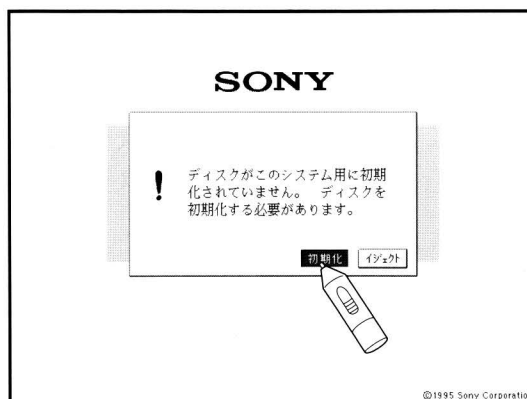 SONY
ディスクがこのシステム用に初期
化されていません。 ディスクを
初期化する必要があります。
初期化 イジェクト
©1995 Sony Corporatio